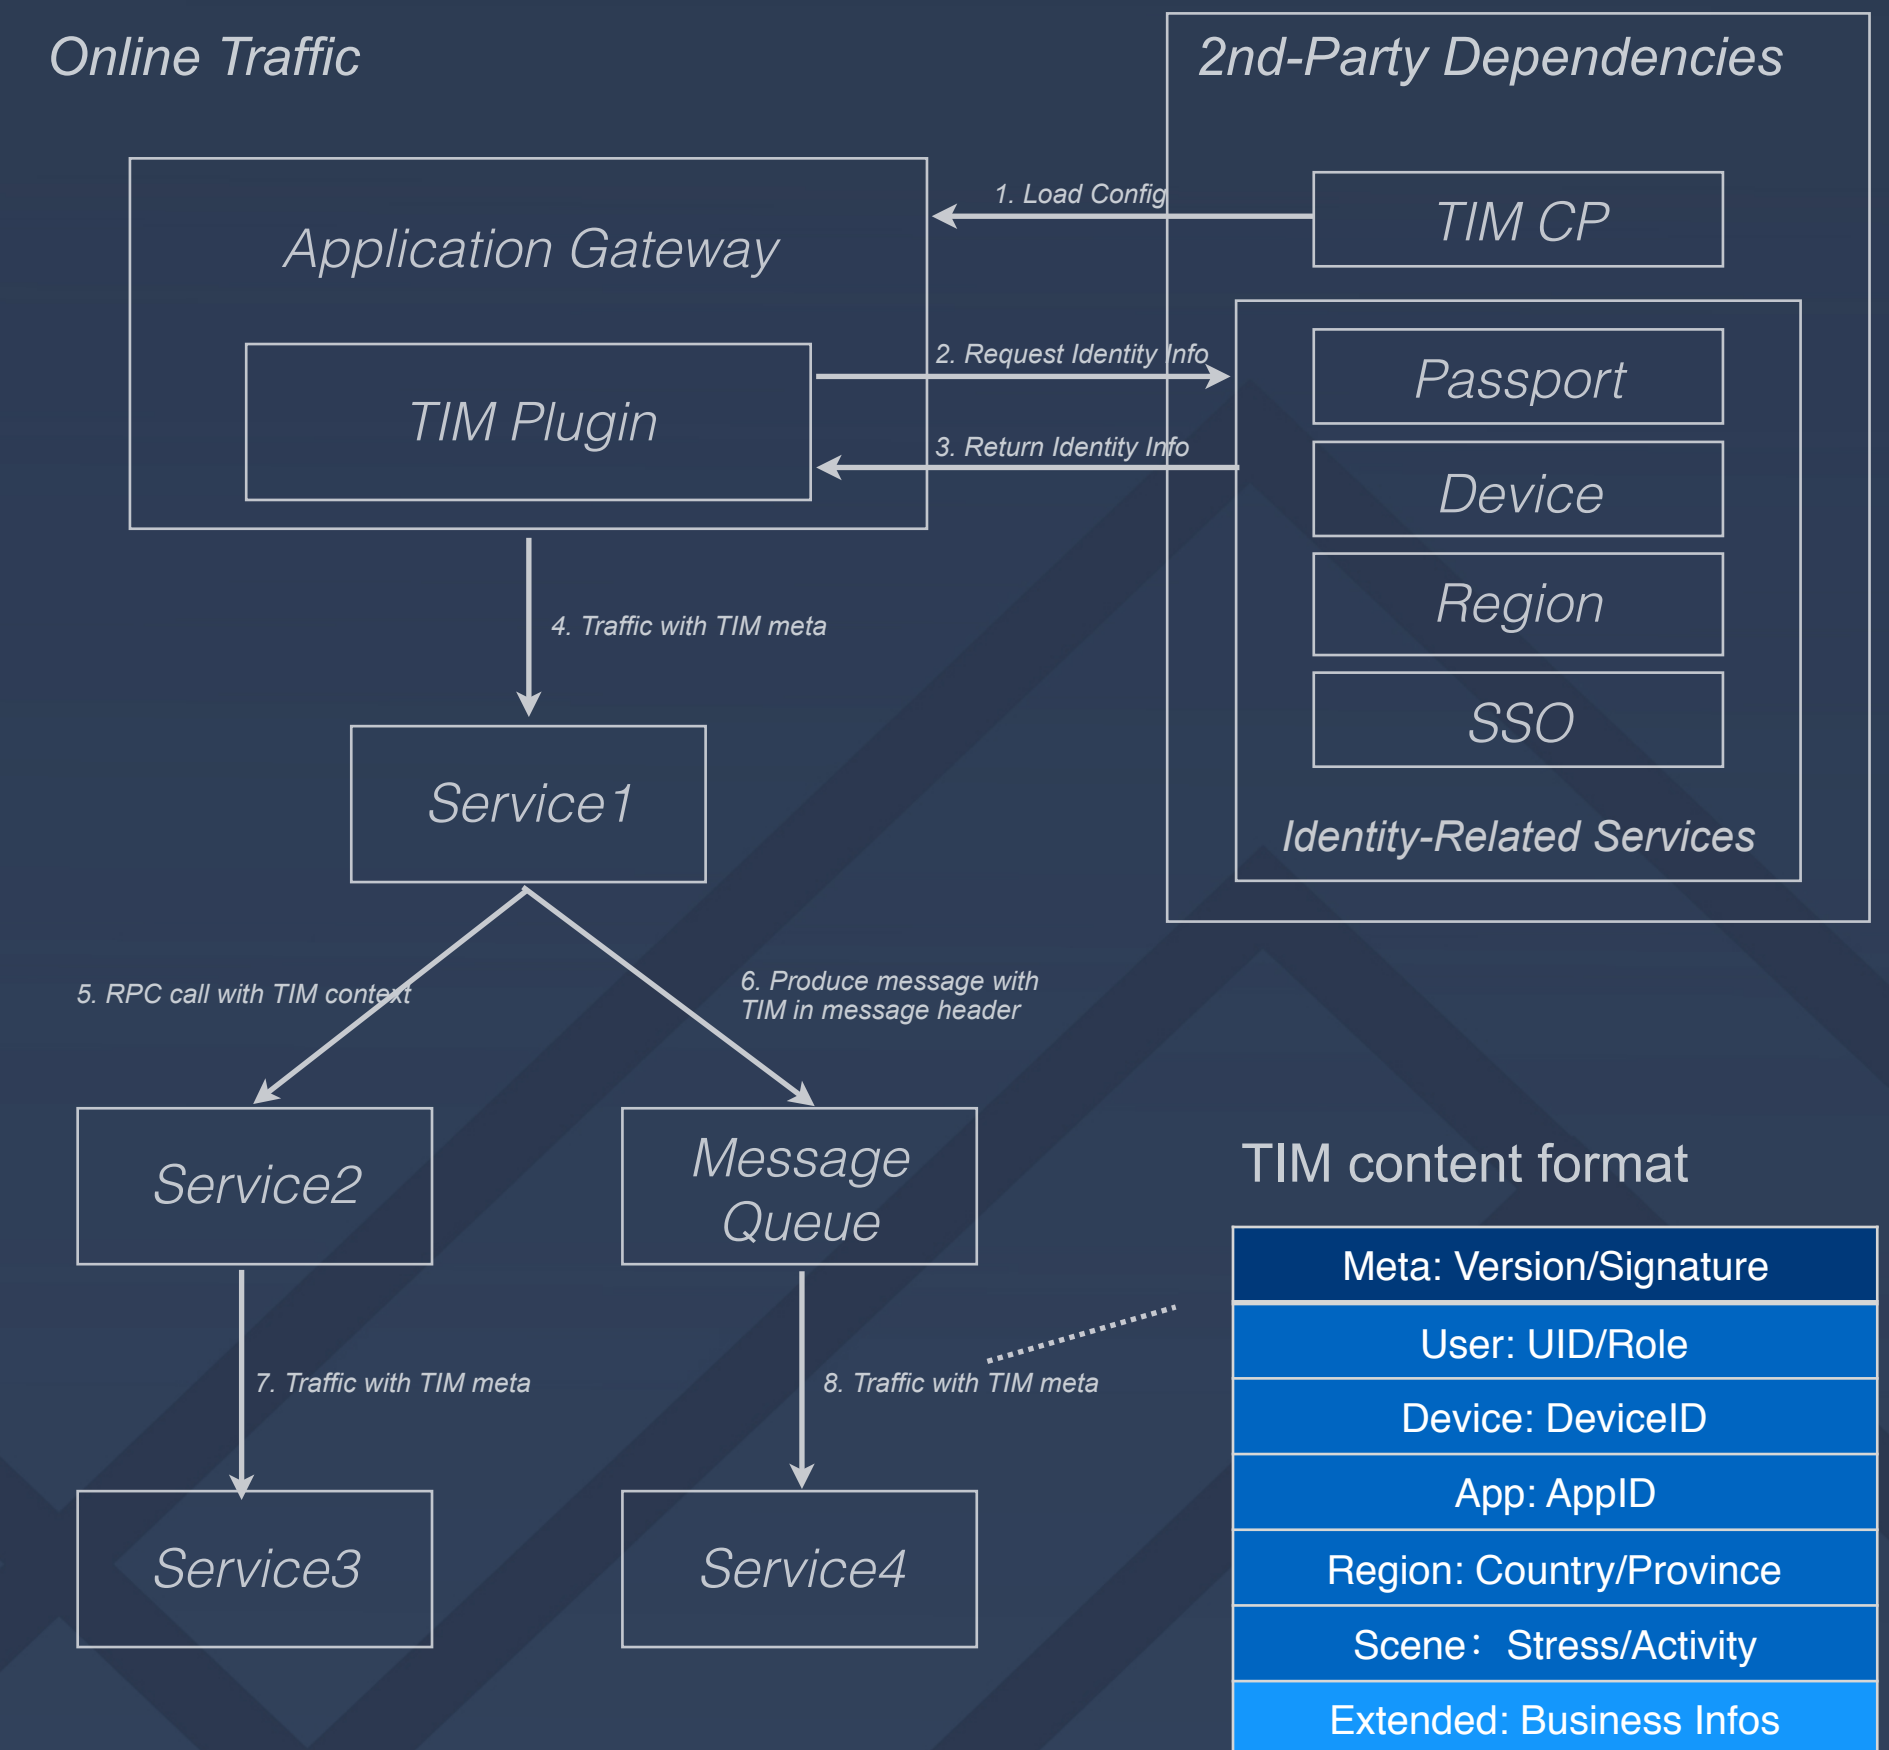 Online Traffic
2nd-Party Dependencies
1. Load Config
TIM CP
Application Gateway
2. Request Identity Info
Passport
TIM Plugin
3. Return Identity Info
Device
Region
4. Traffic with TIM meta
SSO
Service1
Identity-Related Services
5. RPC call with TIM context
6. Produce message with
TIM in message header
Service2
Message
Queue
7. Traffic with TIM meta
8. Traffic with TIM meta
Service3
Service4
TIM content format
Meta: Version/Signature
User: UID/Role
Device: DeviceID
App: AppID
Region: Country/Province
Scene：Stress/Activity
Extended: Business Infos